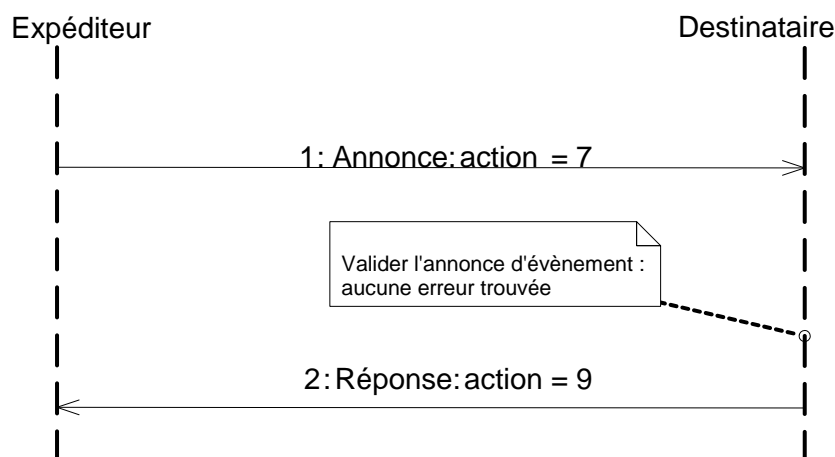 Expéditeur
Destinataire
1: Annonce: action = 7
Valider l'annonce d'évènement :
aucune erreur trouvée
2: Réponse: action = 9